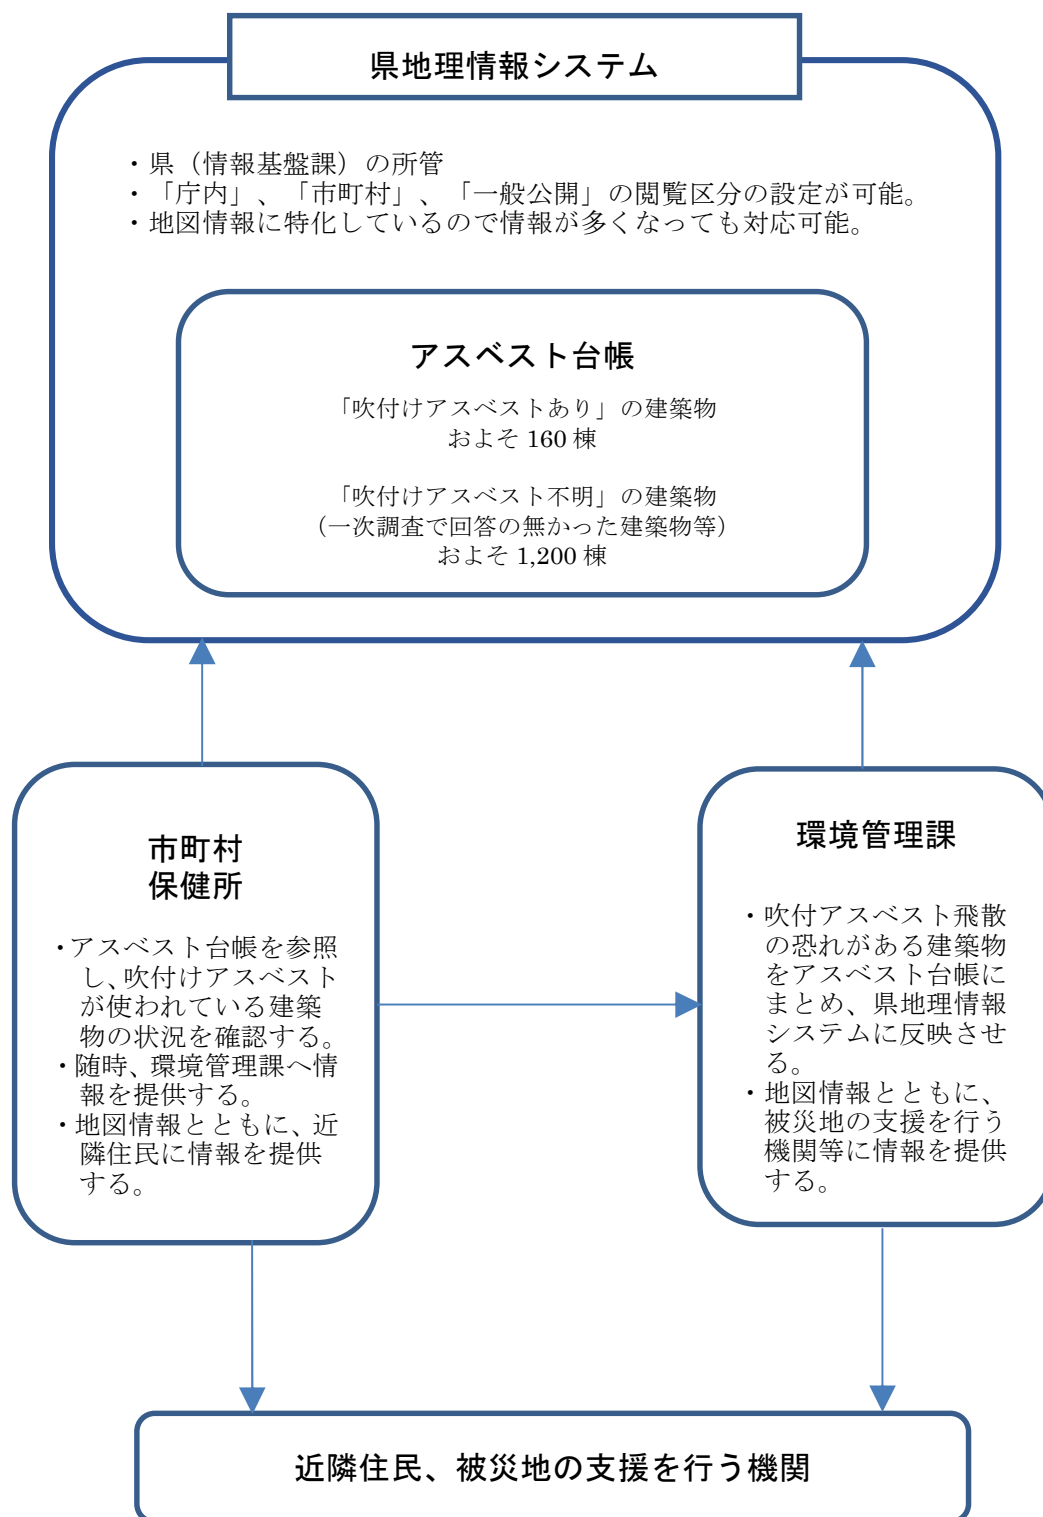 県地理情報システム
・県（情報基盤課）の所管
・「庁内」、「市町村」、「一般公開」の閲覧区分の設定が可能。
・地図情報に特化しているので情報が多くなっても対応可能。
アスベスト台帳
「吹付けアスベストあり」の建築物
およそ 160 棟
「吹付けアスベスト不明」の建築物
（一次調査で回答の無かった建築物等）
およそ 1,200 棟
市町村
保健所
・アスベスト台帳を参照
し、吹付けアスベスト
が使われている建築
物の状況を確認する。
・随時、環境管理課へ情
報を提供する。
・地図情報とともに、近
隣住民に情報を提供
する。
環境管理課
・吹付アスベスト飛散
の恐れがある建築物
をアスベスト台帳に
まとめ、県地理情報
システムに反映させ
る。
・地図情報とともに、
被災地の支援を行う
機関等に情報を提供
する。
近隣住民、被災地の支援を行う機関